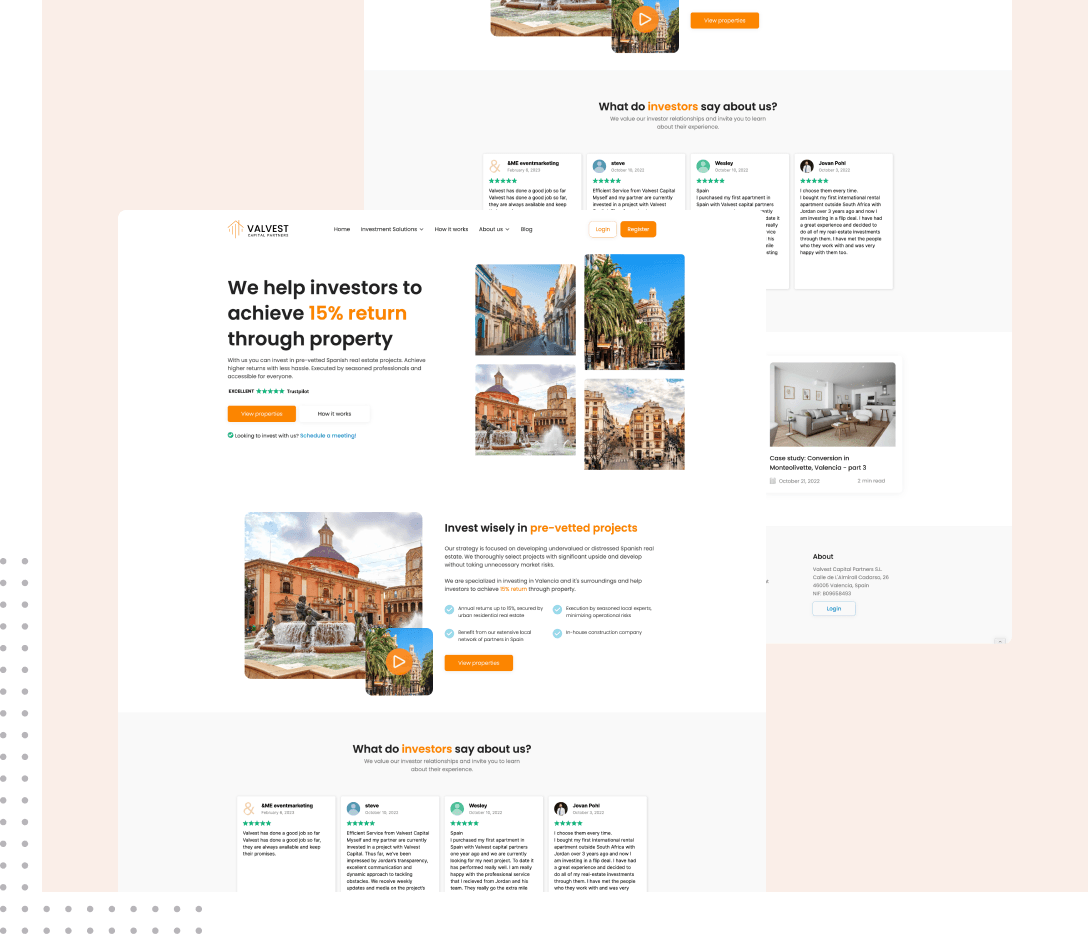 View properties
What do investors say about us?
We value our investor relationships and invite you to learn
about their experience.
&ME eventmarketing
February 6, 2023
Valvest has done a good job so far
Valvest has done a good job so far,
they are always available and keep
steve
October 19, 2022
Efficient Service from Valvest Capital
Myself and my partner are currently
invested in a project with Valvest
Wesley
October 10, 2022
Spain
I purchased my first apartment in
Spain with Valvest capital partners
Jovan Pohl
October 3, 2022
I choose them every time.
I bought my first international rental
apartment outside South Africa with
Jordan over 3 years ago and now I
am investing in a flip deal. I have had
a great experience and decided to
do all of my real-estate investments
through them. I have met the people
who they work with and was very
happy with them too.
VALVEST
CAPITAL PARTNERS
Home
Investment Solutions
How it works
About us
Blog
Login
Register
We help investors to
achieve 15% return
through property
With us you can invest in pre-vetted Spanish real estate projects. Achieve
higher returns with less hassle. Executed by seasoned professionals and
accessible for everyone.
EXCELLENT
Trustpilot
View properties
How it works
Looking to invest with us? Schedule a meeting!
Case study: Conversion in
Monteolivette, Valencia - part 3
October 21, 2022
2 min read
Invest wisely in pre-vetted projects
Our strategy is focused on developing undervalued or distressed Spanish real
estate. We thoroughly select projects with significant upside and develop
without taking unnecessary market risks.
We are specialized in investing in Valencia and it's surroundings and help
investors to achieve 15% return through property.
Annual returns up to 15%, secured by
urban residential real estate
Execution by seasoned local experts,
minimizing operational risks
Benefit from our extensive local
network of partners in Spain
In-house construction company
View properties
About
Valvest Capital Partners S.L
Calle de L'Almirall Cadarso, 26
46005 Valencia, Spain
Login
What do investors say about us?
We value our investor relationships and invite you to learn
about their experience.
&ME eventmarketing
February 6, 2023
Valvest has done a good job so far
Valvest has done a good job so far,
they are always available and keep
their promises.
steve
October 19, 2022
Efficient Service from Valvest Capital
Myself and my partner are currently
invested in a project with Valvest
Capital. Thus far, we've been
impressed by Jordan's transparency,
excellent communication and
dynamic approach to tackling
obstacles. We receive weekly
updates and media on the project's
Wesley
October 10, 2022
Spain
I purchased my first apartment in
Spain with Valvest capital partners
one year ago and we are currently
looking for my next project. To date it
has performed really well. I am really
happy with the professional service
that I recieved from Jordan and his
team. They really go the extra mile
Jovan Pohl
October 3, 2022
I choose them every time.
I bought my first international rental
apartment outside South Africa with
Jordan over 3 years ago and now I
am investing in a flip deal. I have had
a great experience and decided to
do all of my real-estate investments
through them. I have met the people
who they work with and was very